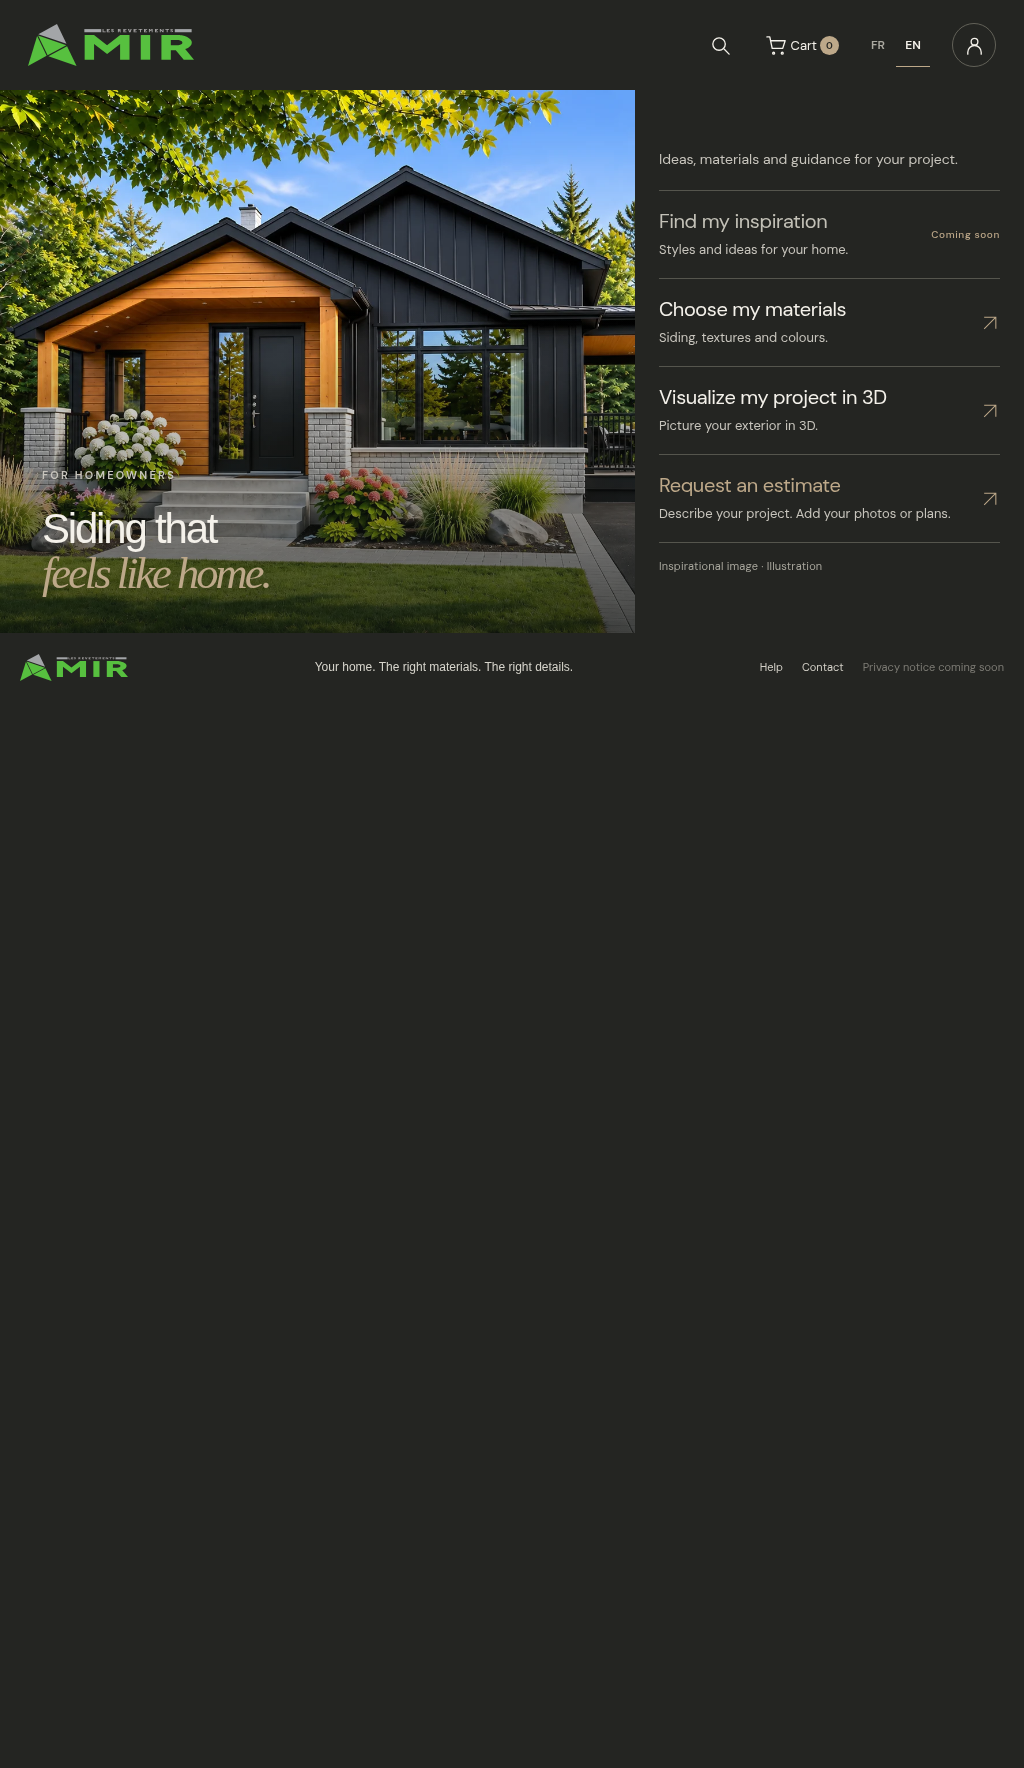 LES REVÊTEMENTS
MIR
Cart 0
FR EN
FOR HOMEOWNERS
Siding that
feels like home.
Ideas, materials and guidance for your project.
Find my inspiration
Styles and ideas for your home.
Coming soon
Choose my materials
Siding, textures and colours.
Visualize my project in 3D
Picture your exterior in 3D.
Request an estimate
Describe your project. Add your photos or plans.
Inspirational image · Illustration
LES REVÊTEMENTS
MIR
Your home. The right materials. The right details.
Help Contact Privacy notice coming soon